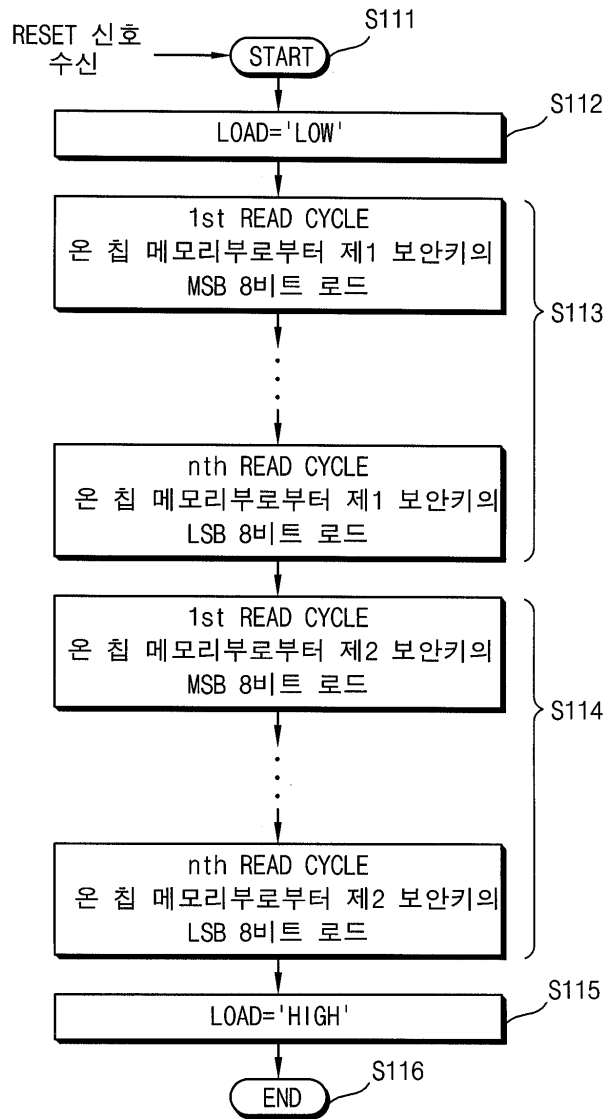 S111
RESET 신호
수신
START
S112
LOAD='LOW'
1st READ CYCLE
온 칩 메모리부로부터 제1 보안키의
MSB 8비트 로드
S113
nth READ CYCLE
온 칩 메모리부로부터 제1 보안키의
LSB 8비트 로드
1st READ CYCLE
온 칩 메모리부로부터 제2 보안키의
MSB 8비트 로드
S114
nth READ CYCLE
온 칩 메모리부로부터 제2 보안키의
LSB 8비트 로드
S115
LOAD='HIGH'
S116
END